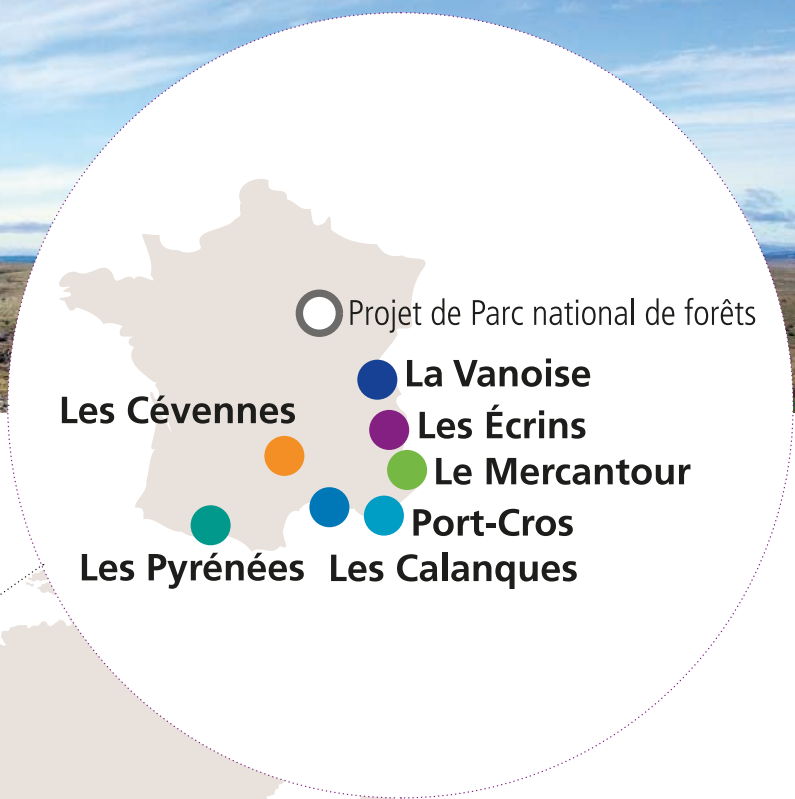 Projet de Parc national de forêts
La Vanoise
Les Cévennes
Les Écrins
Le Mercantour
Port-Cros
Les Pyrénées
Les Calanques